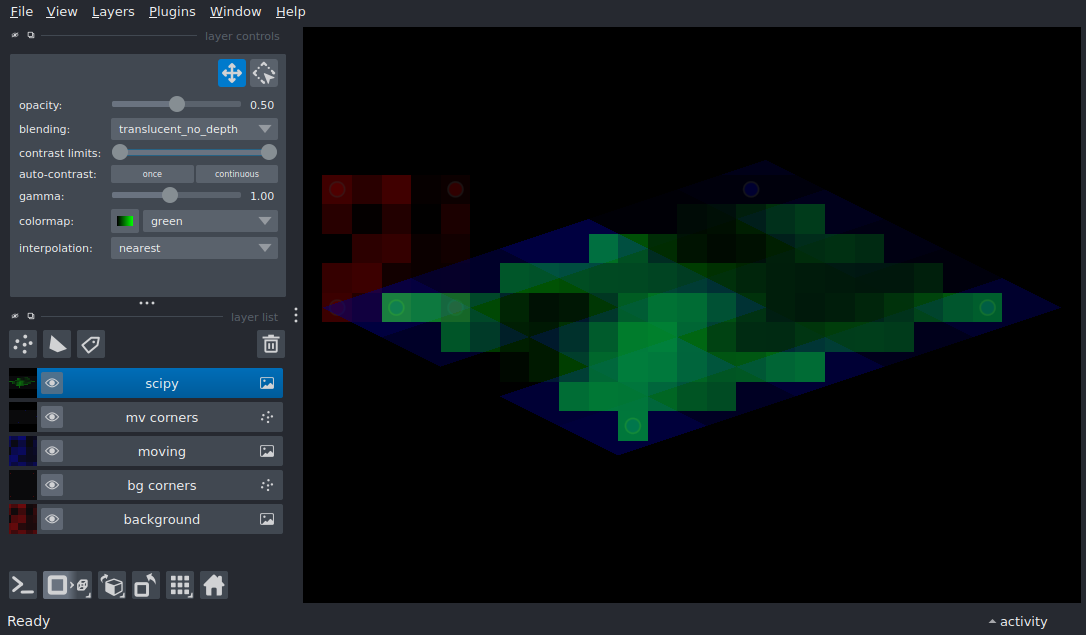 File View Layers Plugins Window Help
layer controls
opacity: 0.50
blending: translucent_no_depth
contrast limits:
auto-contrast: once continuous
gamma: 1.00
colormap: green
interpolation: nearest
layer list
scipy
mv corners
moving
bg corners
background
Ready
activity